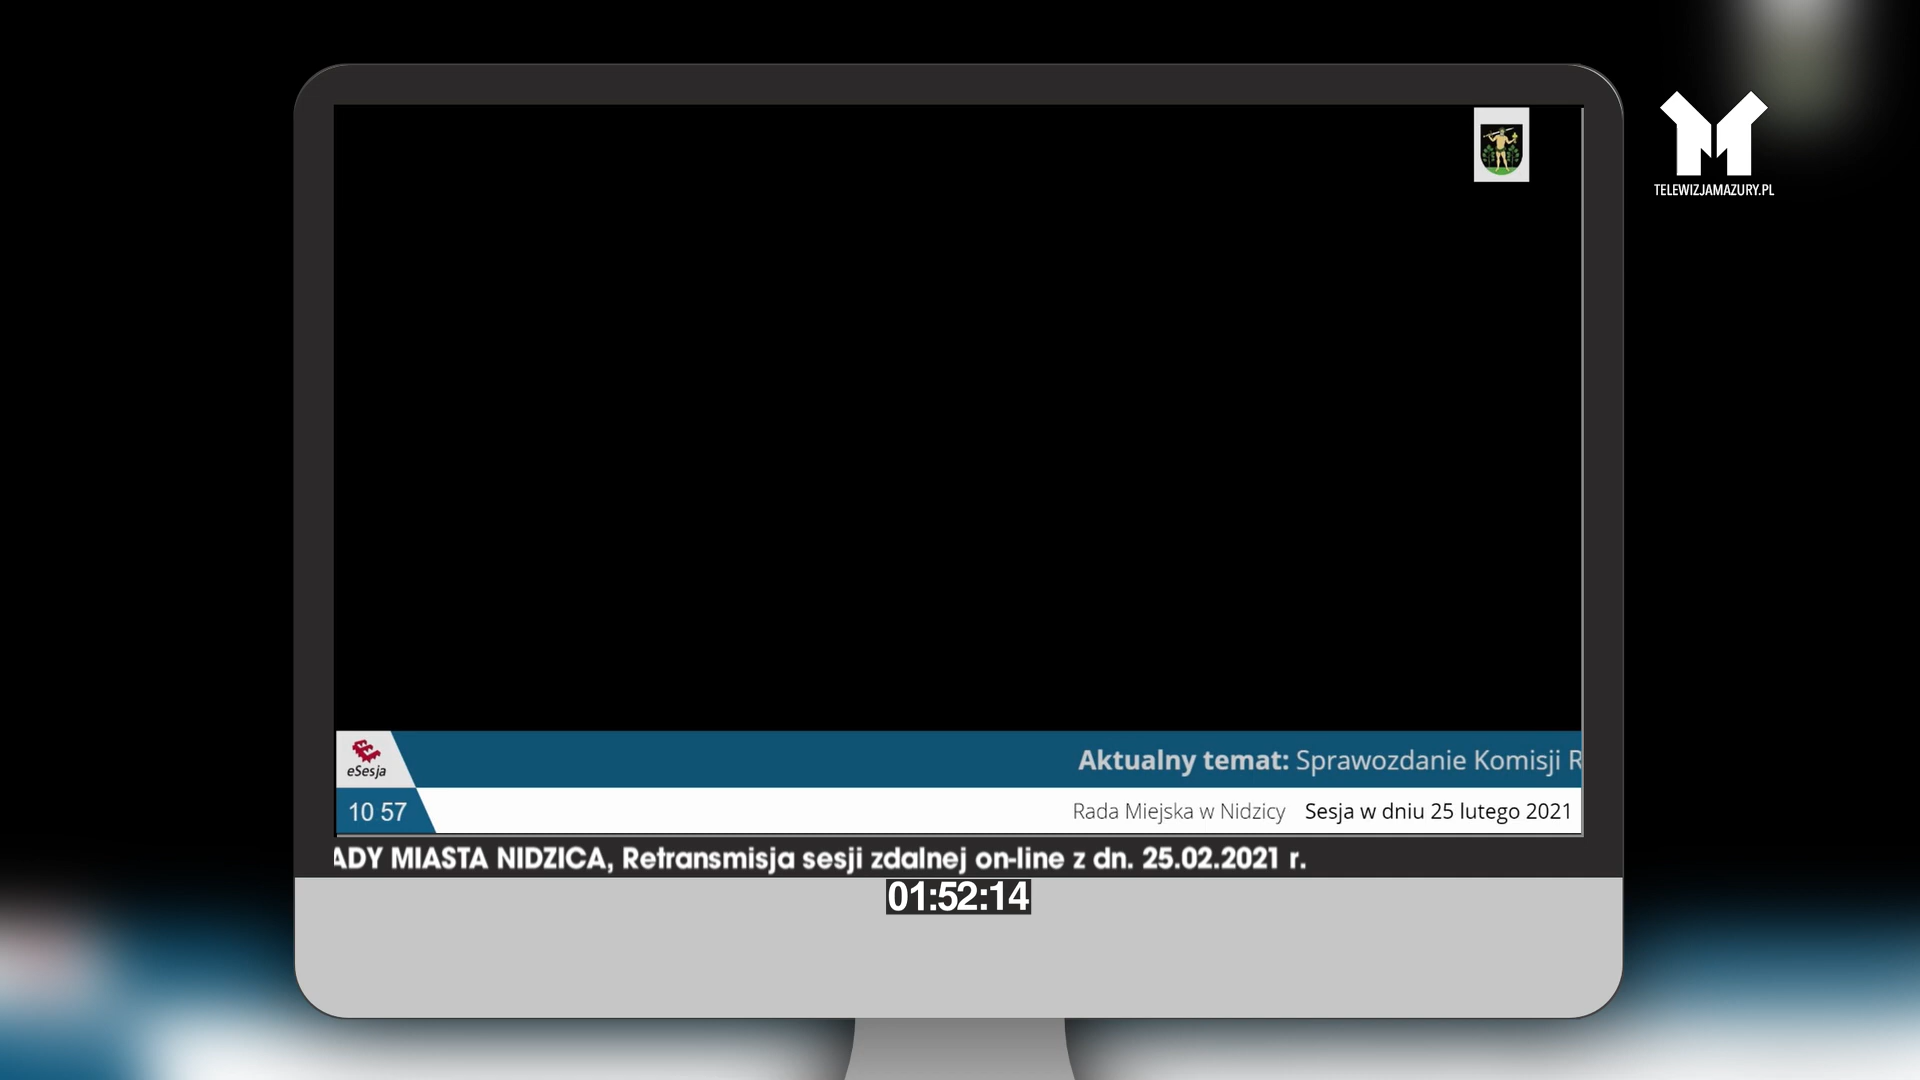 TELEWIZJAMAZURY.PL
Aktualny temat: Sprawozdanie Komisji R
eSesja
10 57
Rada Miejska w Nidzicy Sesja w dniu 25 lutego 2021
ADY MIASTA NIDZICA, Retransmisja sesji zdalnej on-line z dn. 25.02.2021 r.
01:52:14